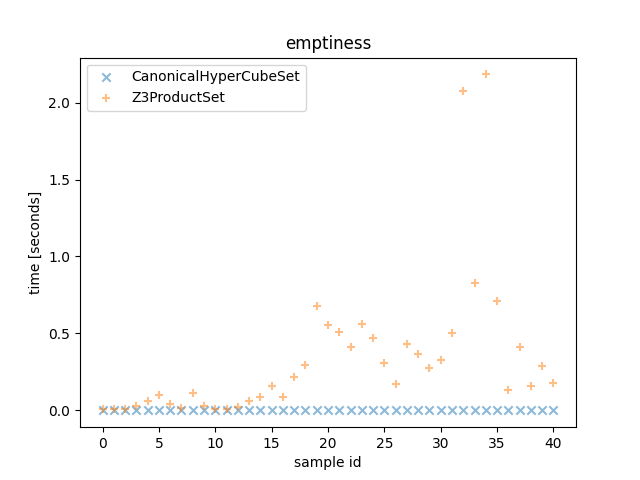 emptiness
CanonicalHyperCubeSet
Z3ProductSet
time [seconds]
2.0
1.5
1.0
0.5
0.0
0 5 10 15 20 25 30 35 40
sample id